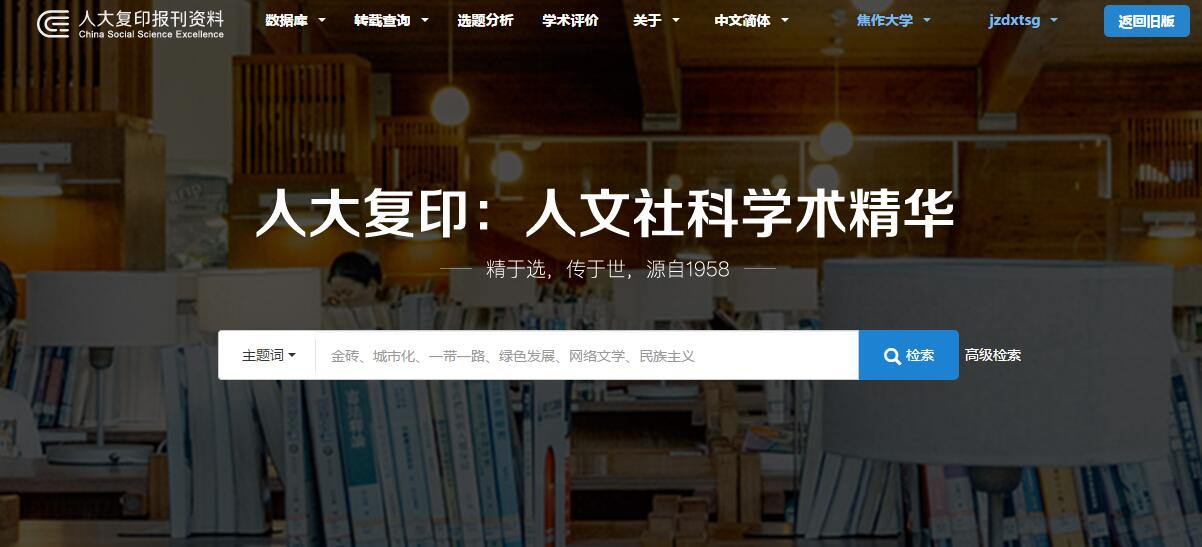 人大复印报刊资料
China Social Science Excellence
数据库
转载查询
选题分析
学术评价
关于
中文简体
焦作大学
jzdxtsg
返回旧版
人大复印：人文社科学术精华
精于选，传于世，源自1958
主题词
金砖、城市化、一带一路、绿色发展、网络文学、民族主义
检索
高级检索